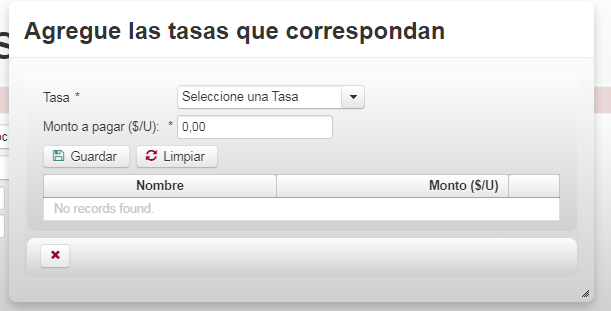 Agregue las tasas que correspondan
Tasa * Seleccione una Tasa
Monto a pagar ($/U): * 0,00
Guardar Limpiar
Nombre Monto ($/U)
No records found.